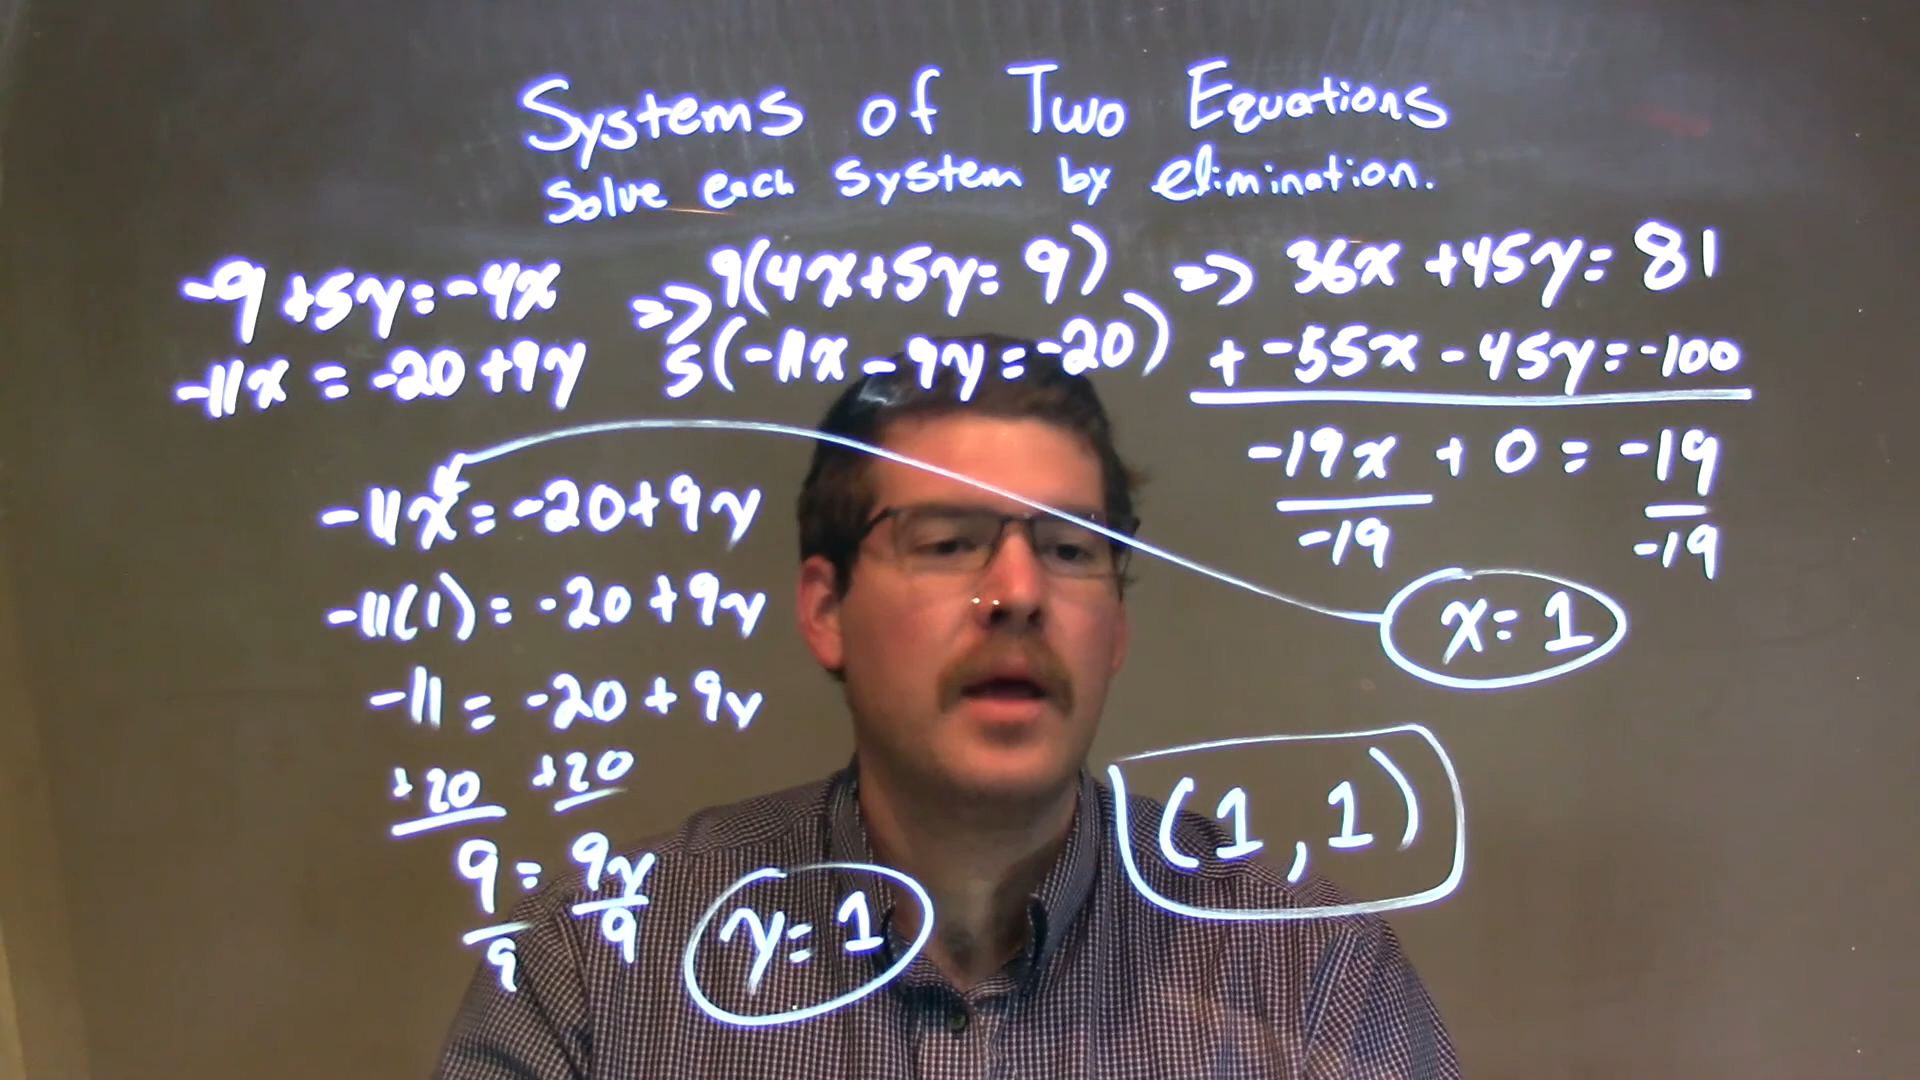 Systems of Two Equations
Solve each system by elimination.
-9+5y=-4x => 9(4x+5y=9) => 36x+45y=81
-11x=-20+9y 5(-11x-9y=-20) + -55x-45y=-100
-19x+0=-19
-19 -19
x=1
-11x=-20+9y
-11(1)=-20+9y
-11=-20+9y
+20 +20
9=9y
9 9
y=1
(1,1)